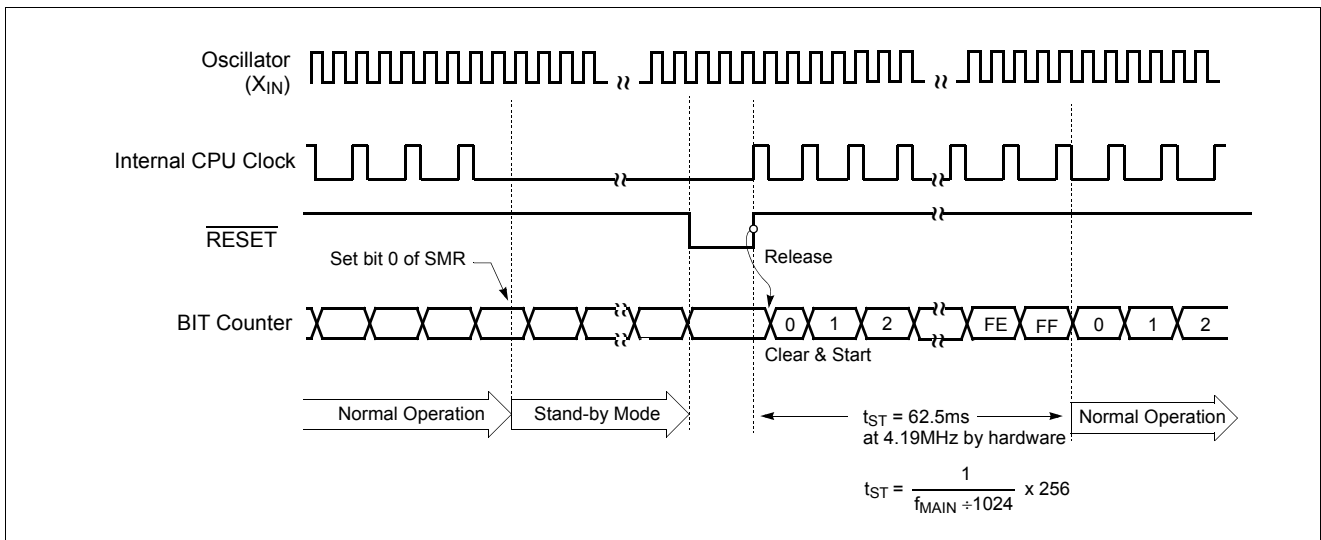 Oscillator
(XIN)
Internal CPU Clock
RESET
Set bit 0 of SMR
Release
BIT Counter
0 1 2 FE FF 0 1 2
Clear & Start
Normal Operation Stand-by Mode tST = 62.5ms Normal Operation
at 4.19MHz by hardware
tST = 1 / fMAIN ÷1024 x 256